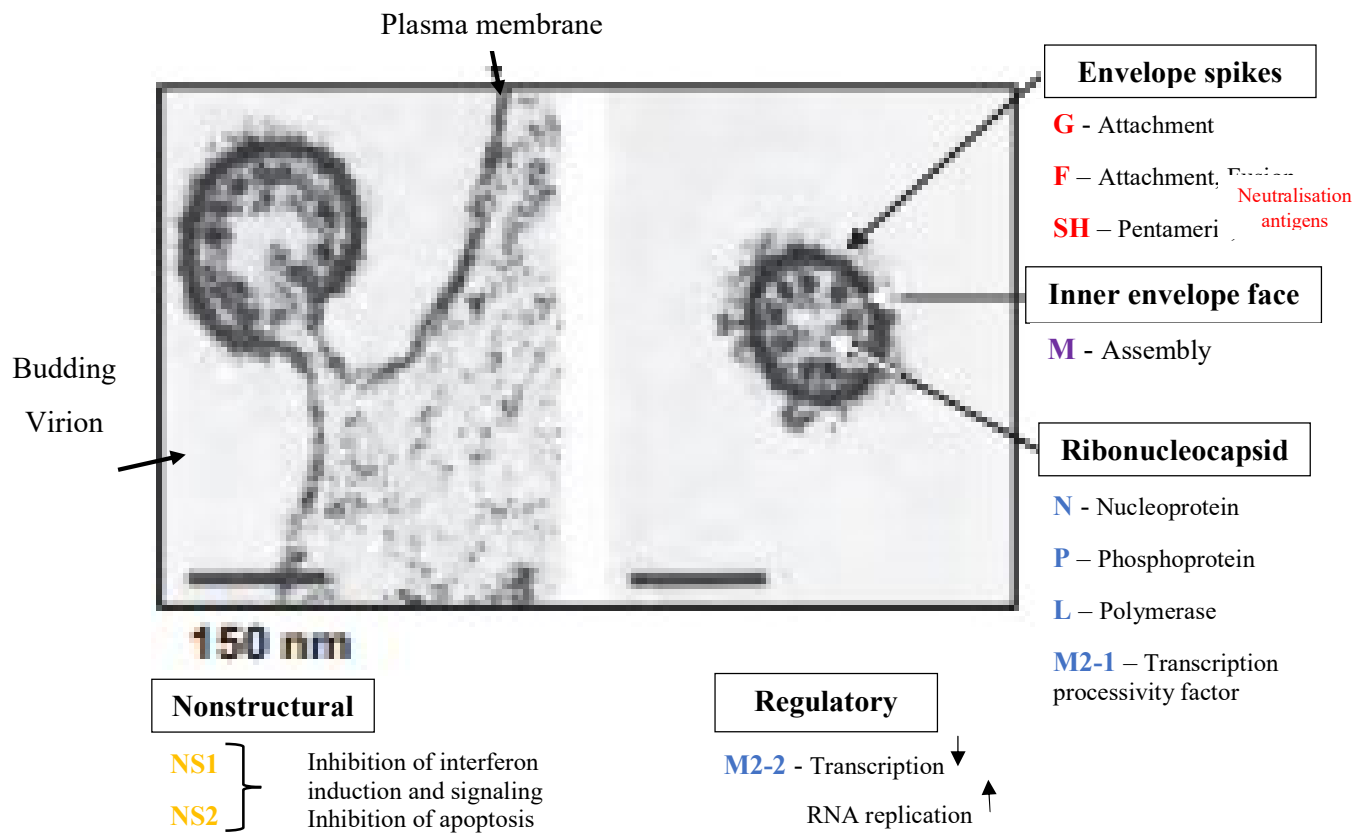 Plasma membrane
Budding
Virion
150 nm
Envelope spikes
G - Attachment
F – Attachment,
SH –
Neutralisation
antigens
Inner envelope face
M - Assembly
Ribonucleocapsid
N - Nucleoprotein
P – Phosphoprotein
L – Polymerase
M2-1 – Transcription
processivity factor
Nonstructural
NS1
NS2
Inhibition of interferon
induction and signaling
Inhibition of apoptosis
Regulatory
M2-2 - Transcription
RNA replication